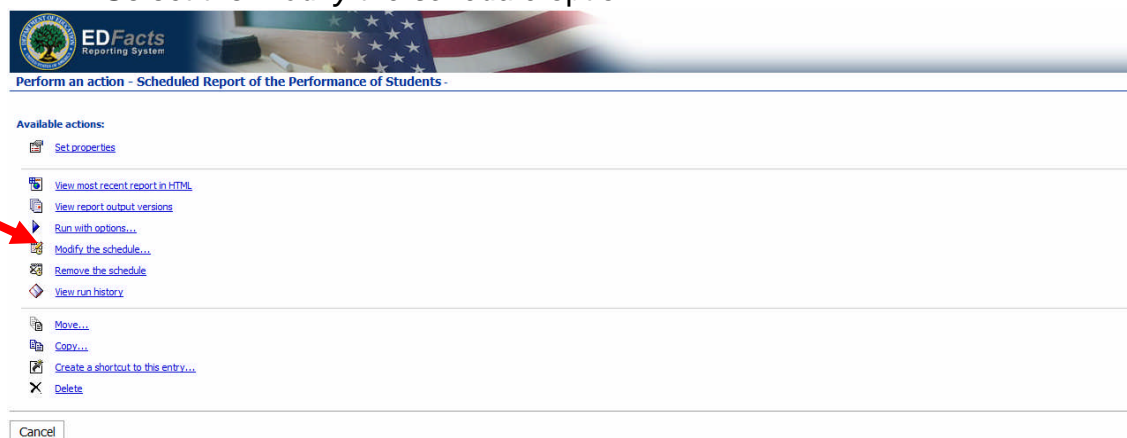 EDFacts
Reporting System
Perform an action - Scheduled Report of the Performance of Students -
Available actions:
Set properties
View most recent report in HTML
View report output versions
Run with options...
Modify the schedule...
Remove the schedule
View run history
Move...
Copy...
Create a shortcut to this entry...
Delete
Cancel